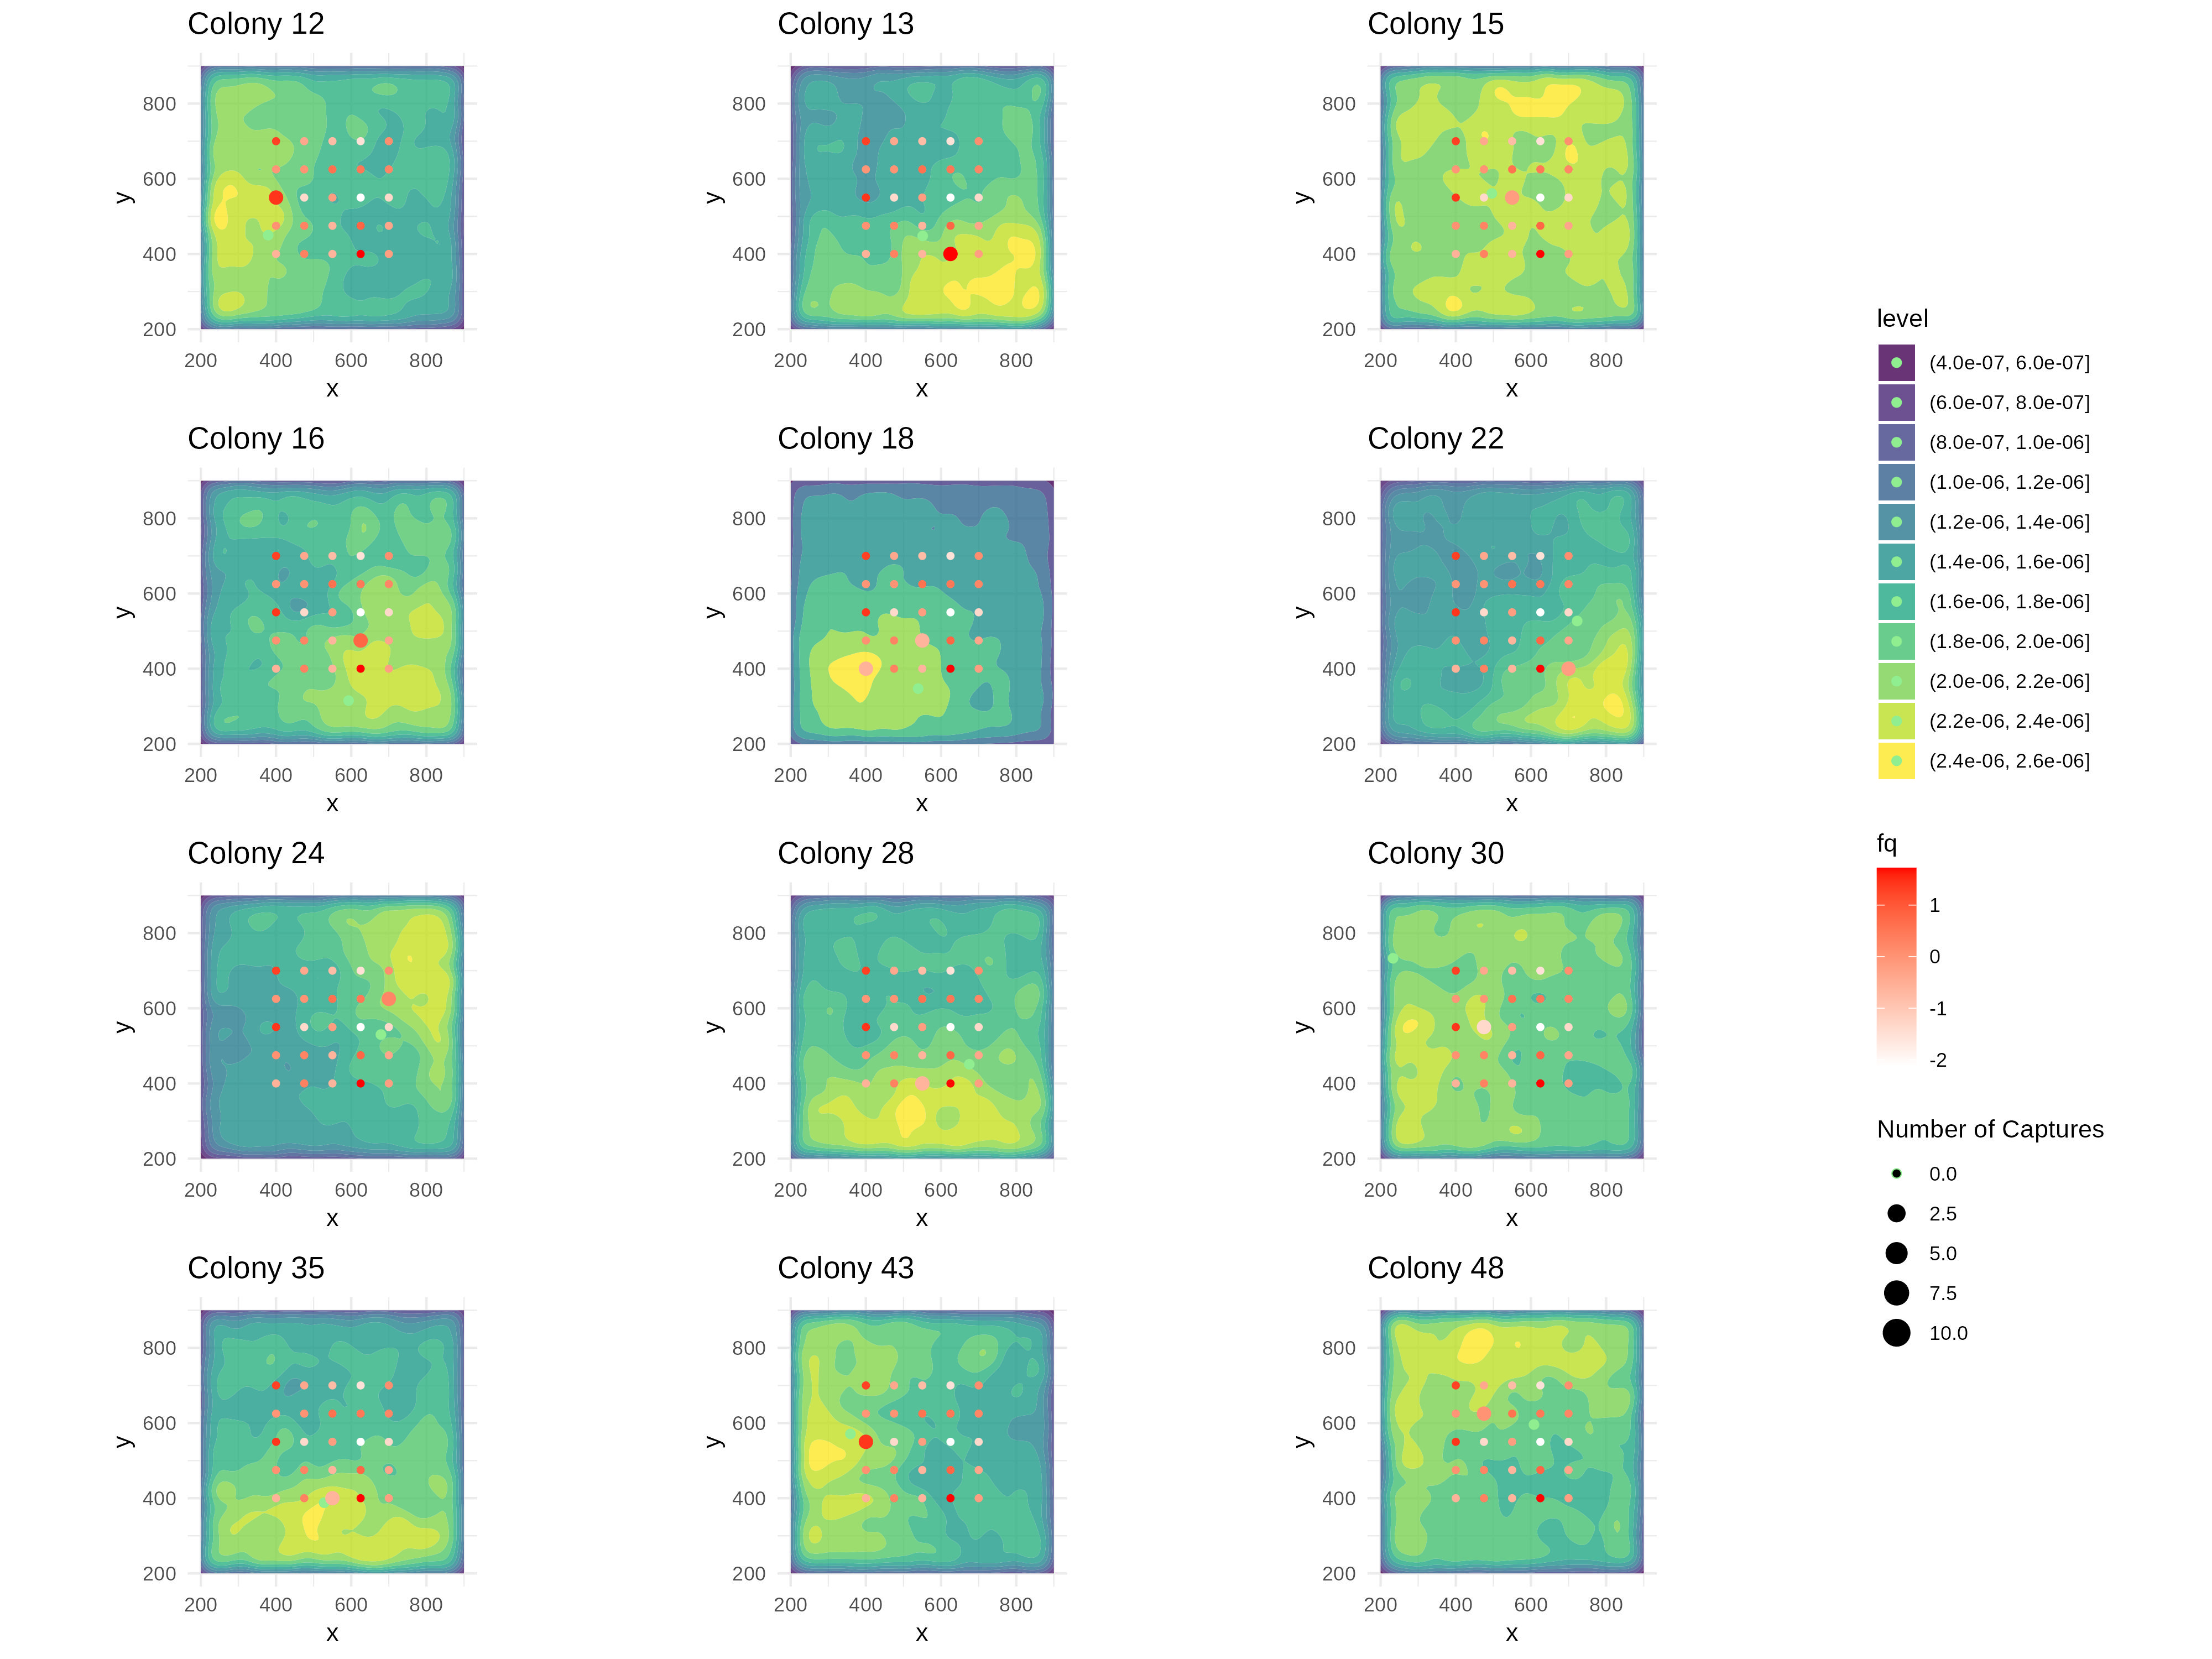 Colony 12
Colony 13
Colony 15
800
600
400
200
y
200 400 600 800
x
800
600
400
200
y
200 400 600 800
x
800
600
400
200
y
200 400 600 800
x
Colony 16
Colony 18
Colony 22
800
600
400
200
y
200 400 600 800
x
800
600
400
200
y
200 400 600 800
x
800
600
400
200
y
200 400 600 800
x
Colony 24
Colony 28
Colony 30
800
600
400
200
y
200 400 600 800
x
800
600
400
200
y
200 400 600 800
x
800
600
400
200
y
200 400 600 800
x
Colony 35
Colony 43
Colony 48
800
600
400
200
y
200 400 600 800
x
800
600
400
200
y
200 400 600 800
x
800
600
400
200
y
200 400 600 800
x
level
(4.0e-07, 6.0e-07]
(6.0e-07, 8.0e-07]
(8.0e-07, 1.0e-06]
(1.0e-06, 1.2e-06]
(1.2e-06, 1.4e-06]
(1.4e-06, 1.6e-06]
(1.6e-06, 1.8e-06]
(1.8e-06, 2.0e-06]
(2.0e-06, 2.2e-06]
(2.2e-06, 2.4e-06]
(2.4e-06, 2.6e-06]
fq
1
0
-1
-2
Number of Captures
0.0
2.5
5.0
7.5
10.0